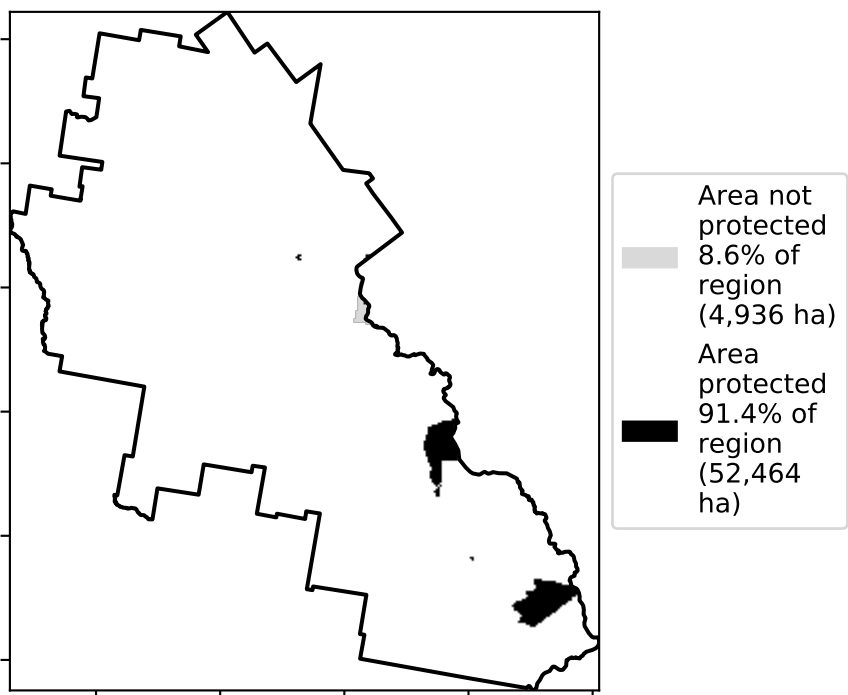 Area not
protected
8.6% of
region
(4,936 ha)
Area
protected
91.4% of
region
(52,464
ha)